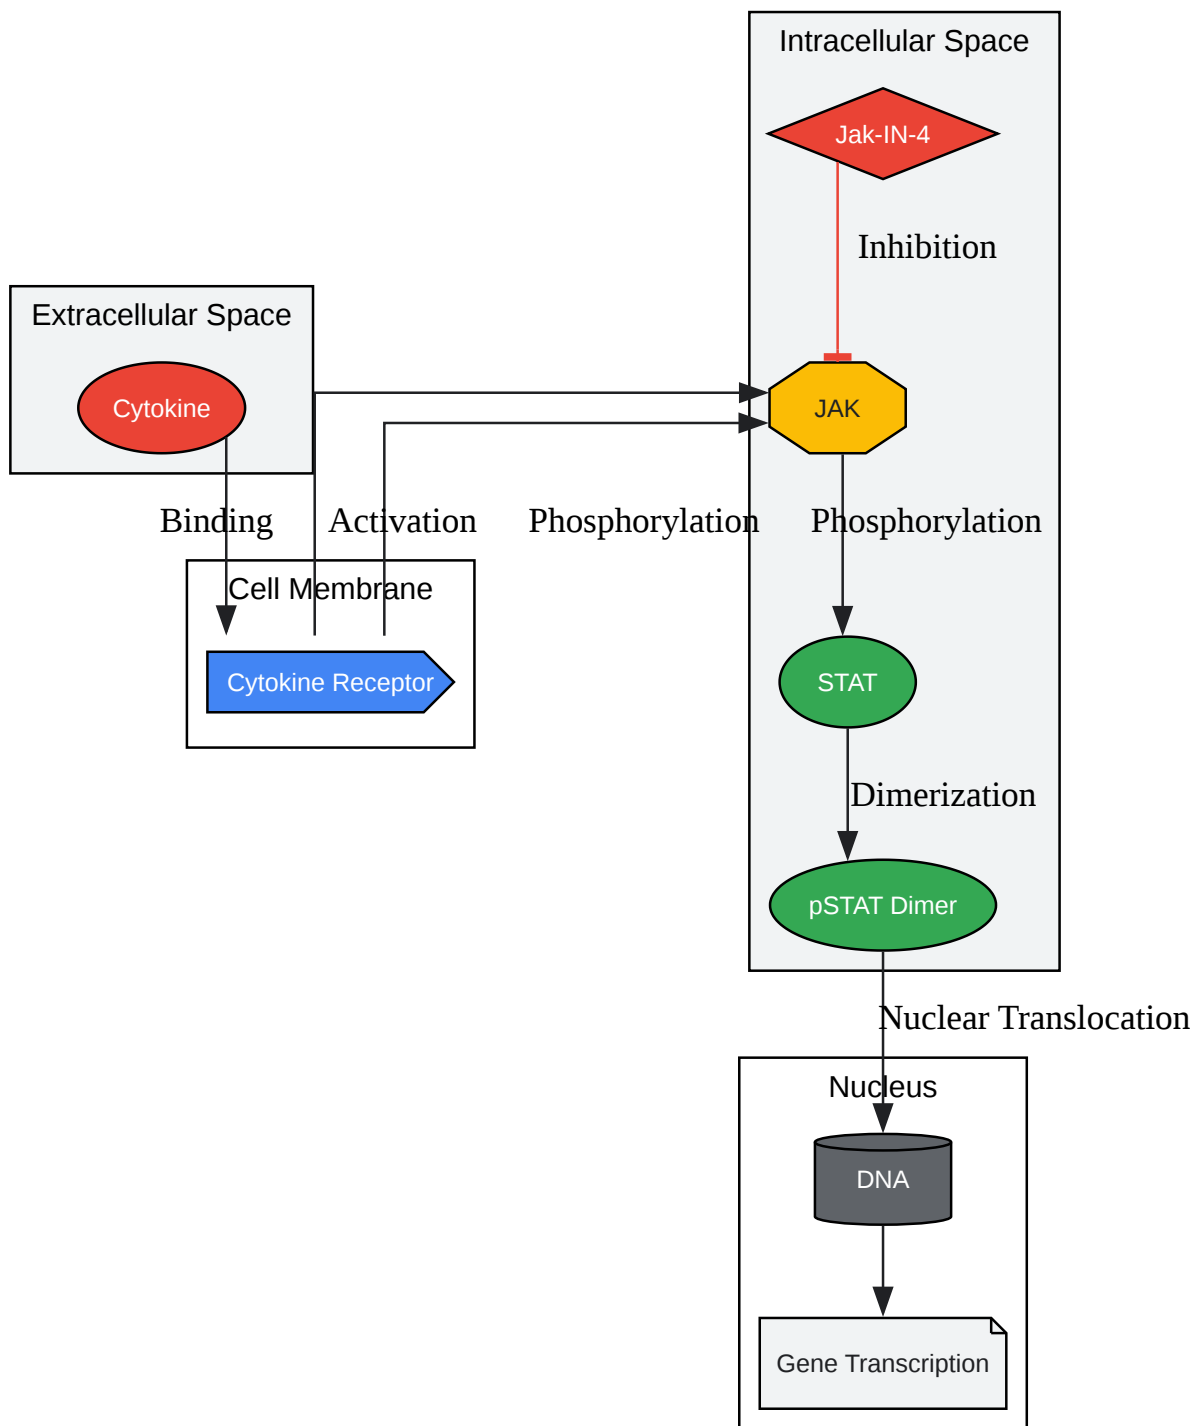 Intracellular Space
Jak-IN-4
Inhibition
Extracellular Space
Cytokine
JAK
Binding
Activation
Phosphorylation
Phosphorylation
Cell Membrane
Cytokine Receptor
STAT
Dimerization
pSTAT Dimer
Nuclear Translocation
Nucleus
DNA
Gene Transcription